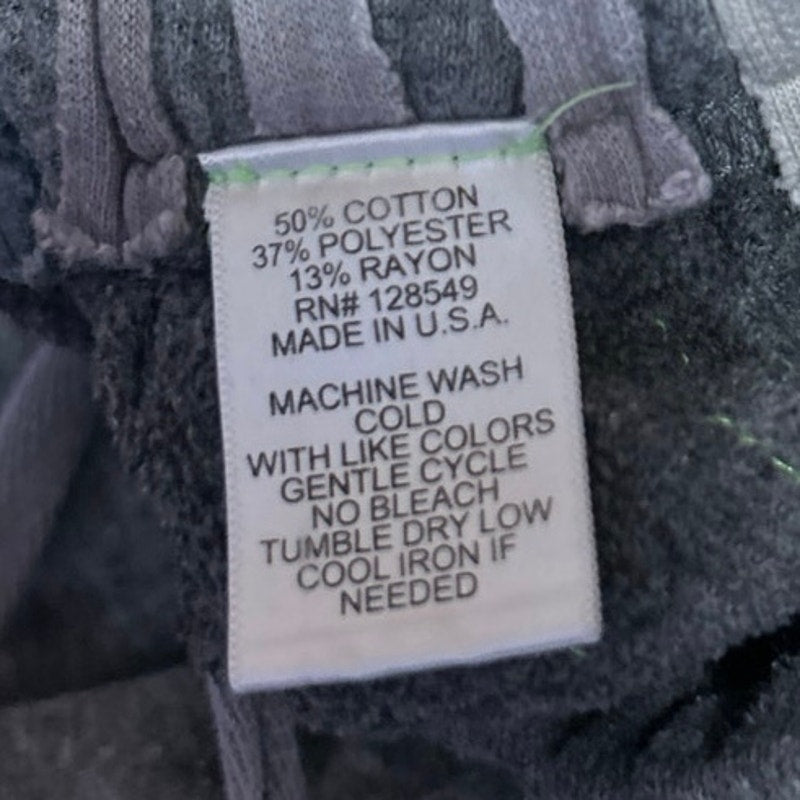 50% COTTON
37% POLYESTER
13% RAYON
RN# 128549
MADE IN U.S.A.
MACHINE WASH
COLD
WITH LIKE COLORS
GENTLE CYCLE
NO BLEACH
TUMBLE DRY LOW
COOL IRON IF
NEEDED